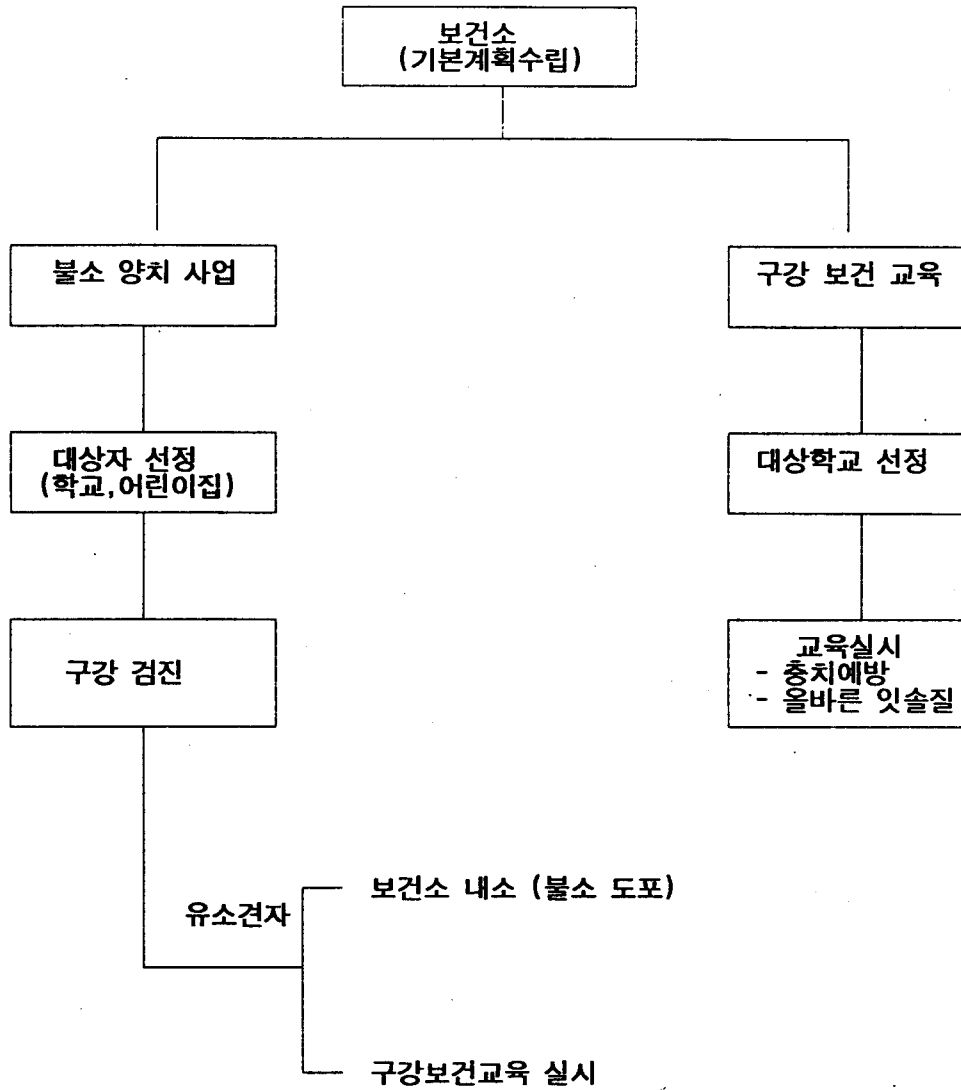 보건소
(기본계획수립)
불소 양치 사업
구강 보건 교육
대상자 선정
(학교,어린이집)
대상학교 선정
구강 검진
교육실시
- 충치예방
- 올바른 잇솔질
유소견자
보건소 내소 (불소 도포)
구강보건교육 실시